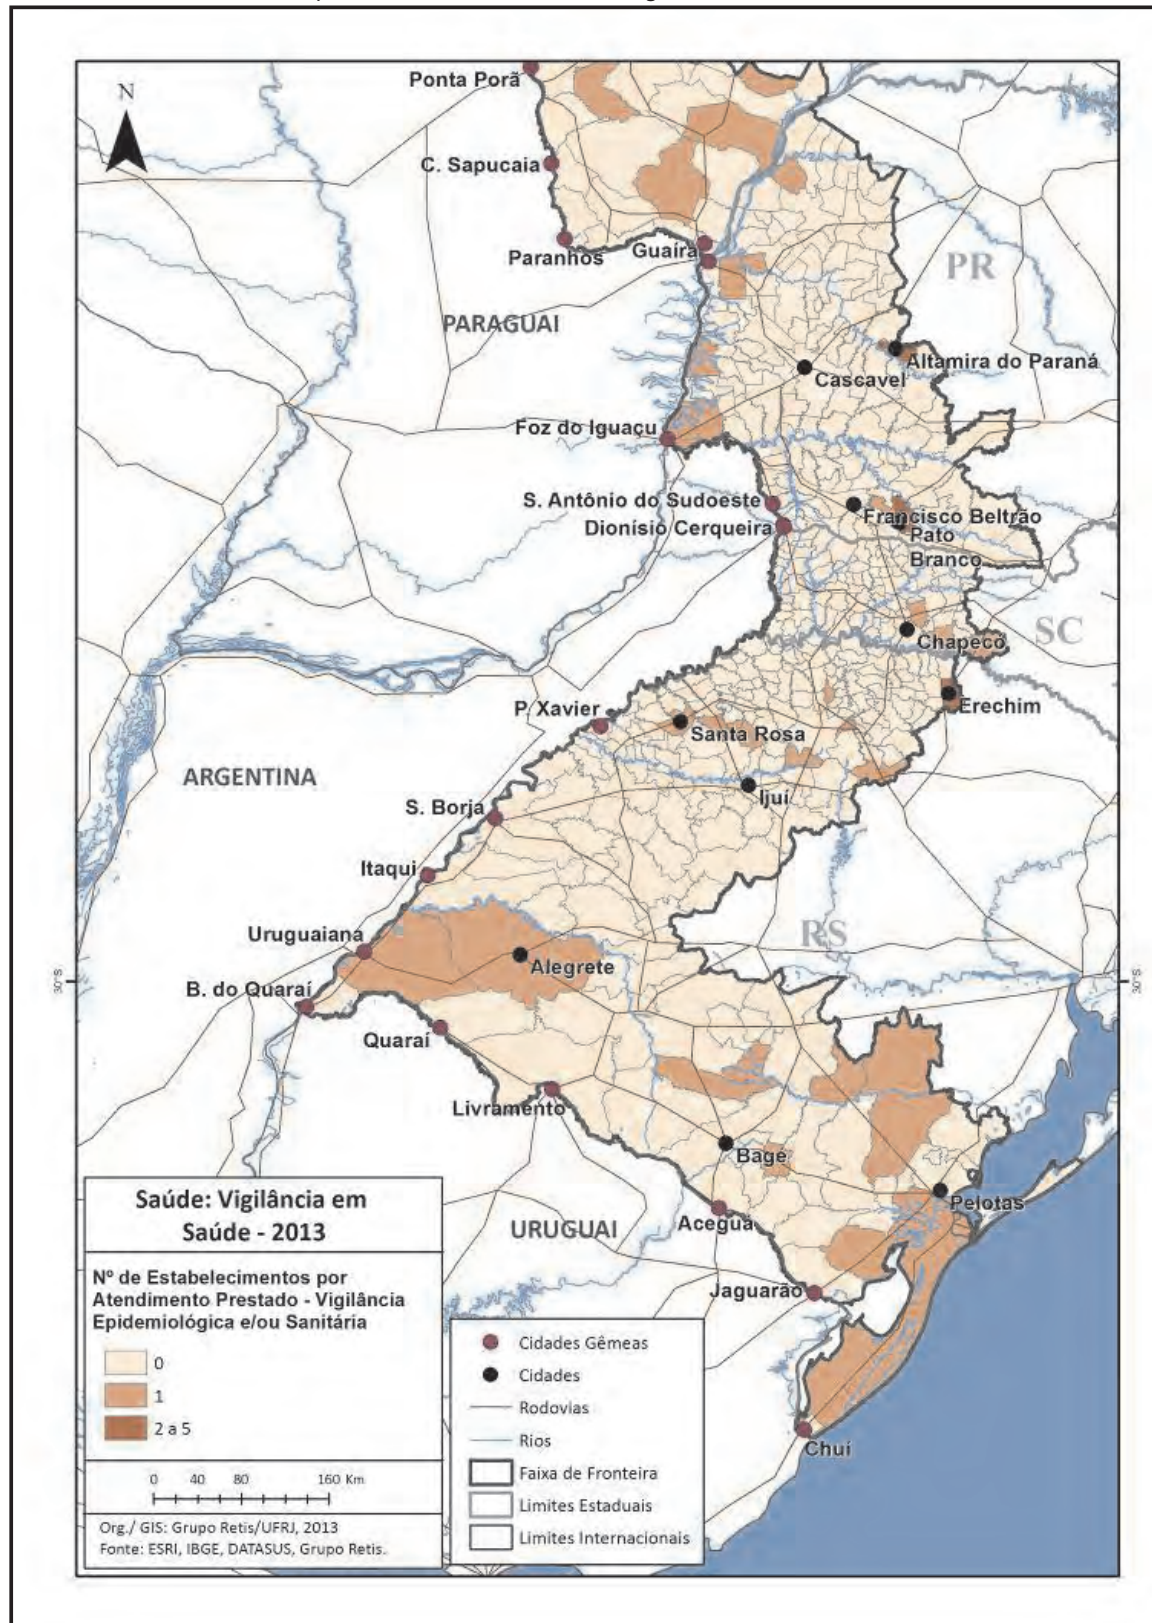 N
Ponta Porã
C. Sapucaia
Paranhos
Guaíra
PR
PARAGUAI
Altamira do Paraná
Cascavel
Foz do Iguaçu
S. Antônio do Sudoeste
Francisco Beltrão
Dionísio Cerqueira
Pato
Branco
SC
Chapecó
P. Xavier
Erechim
Santa Rosa
ARGENTINA
Ijuí
S. Borja
Itaqui
RS
Uruguaiana
Alegrete
30°S
30°S
B. do Quaraí
Quaraí
Livramento
Bagé
Pelotas
Aceguá
URUGUAI
Jaguarão
Chuí
Saúde: Vigilância em
Saúde - 2013
Nº de Estabelecimentos por
Atendimento Prestado - Vigilância
Epidemiológica e/ou Sanitária
0
1
2 a 5
0 40 80 160 Km
Org./ GIS: Grupo Retis/UFRJ, 2013
Fonte: ESRI, IBGE, DATASUS, Grupo Retis.
Cidades Gêmeas
Cidades
Rodovias
Rios
Faixa de Fronteira
Limites Estaduais
Limites Internacionais